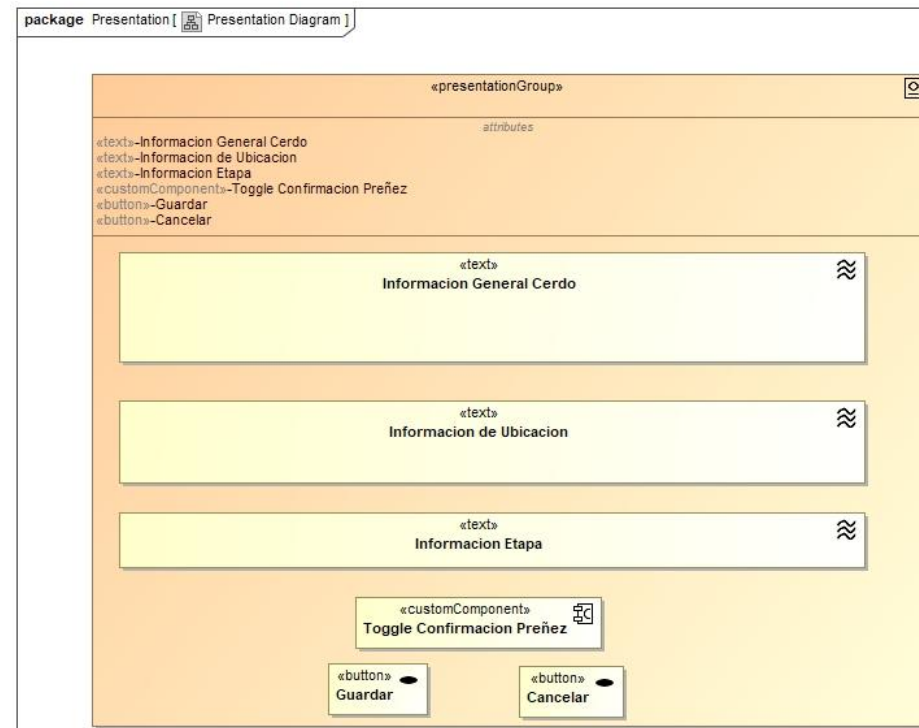 package Presentation [ Presentation Diagram ]
«presentationGroup»
attributes
«text»-Informacion General Cerdo
«text»-Informacion de Ubicacion
«text»-Informacion Etapa
«customComponent»-Toggle Confirmacion Preñez
«button»-Guardar
«button»-Cancelar
«text»
Informacion General Cerdo
«text»
Informacion de Ubicacion
«text»
Informacion Etapa
«customComponent»
Toggle Confirmacion Preñez
«button»
Guardar
«button»
Cancelar